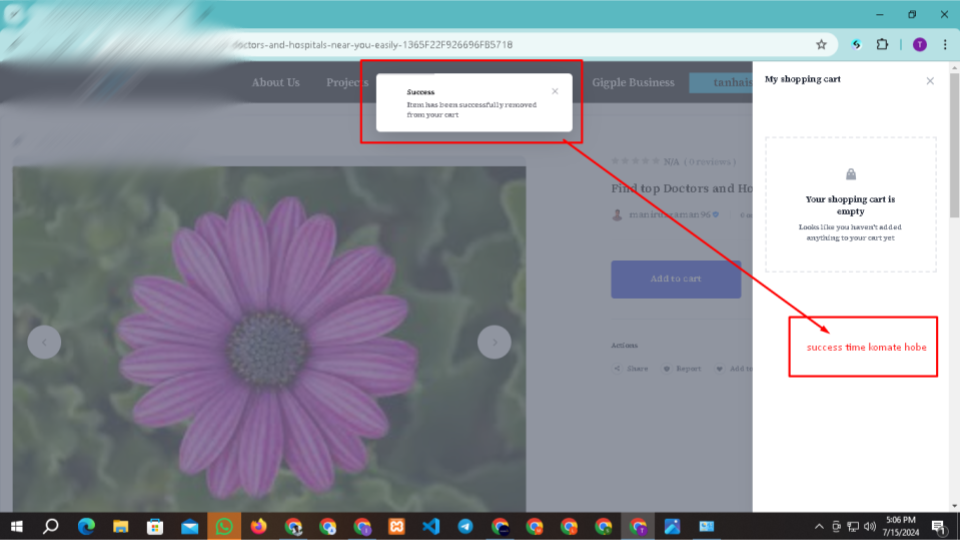 doctors-and-hospitals-near-you-easily-1365F22F926696FB5718
T
About Us
Projects
Gigple Business
tanhais
Success
Item has been successfully removed
from your cart
My shopping cart
N/A ( 0 reviews )
Find top Doctors and Ho
Add to cart
Your shopping cart is
empty
Looks like you haven't added
anything to your cart yet
success time komate hobe
Actions
Share
Report
Add to
5:06 PM
7/15/2024